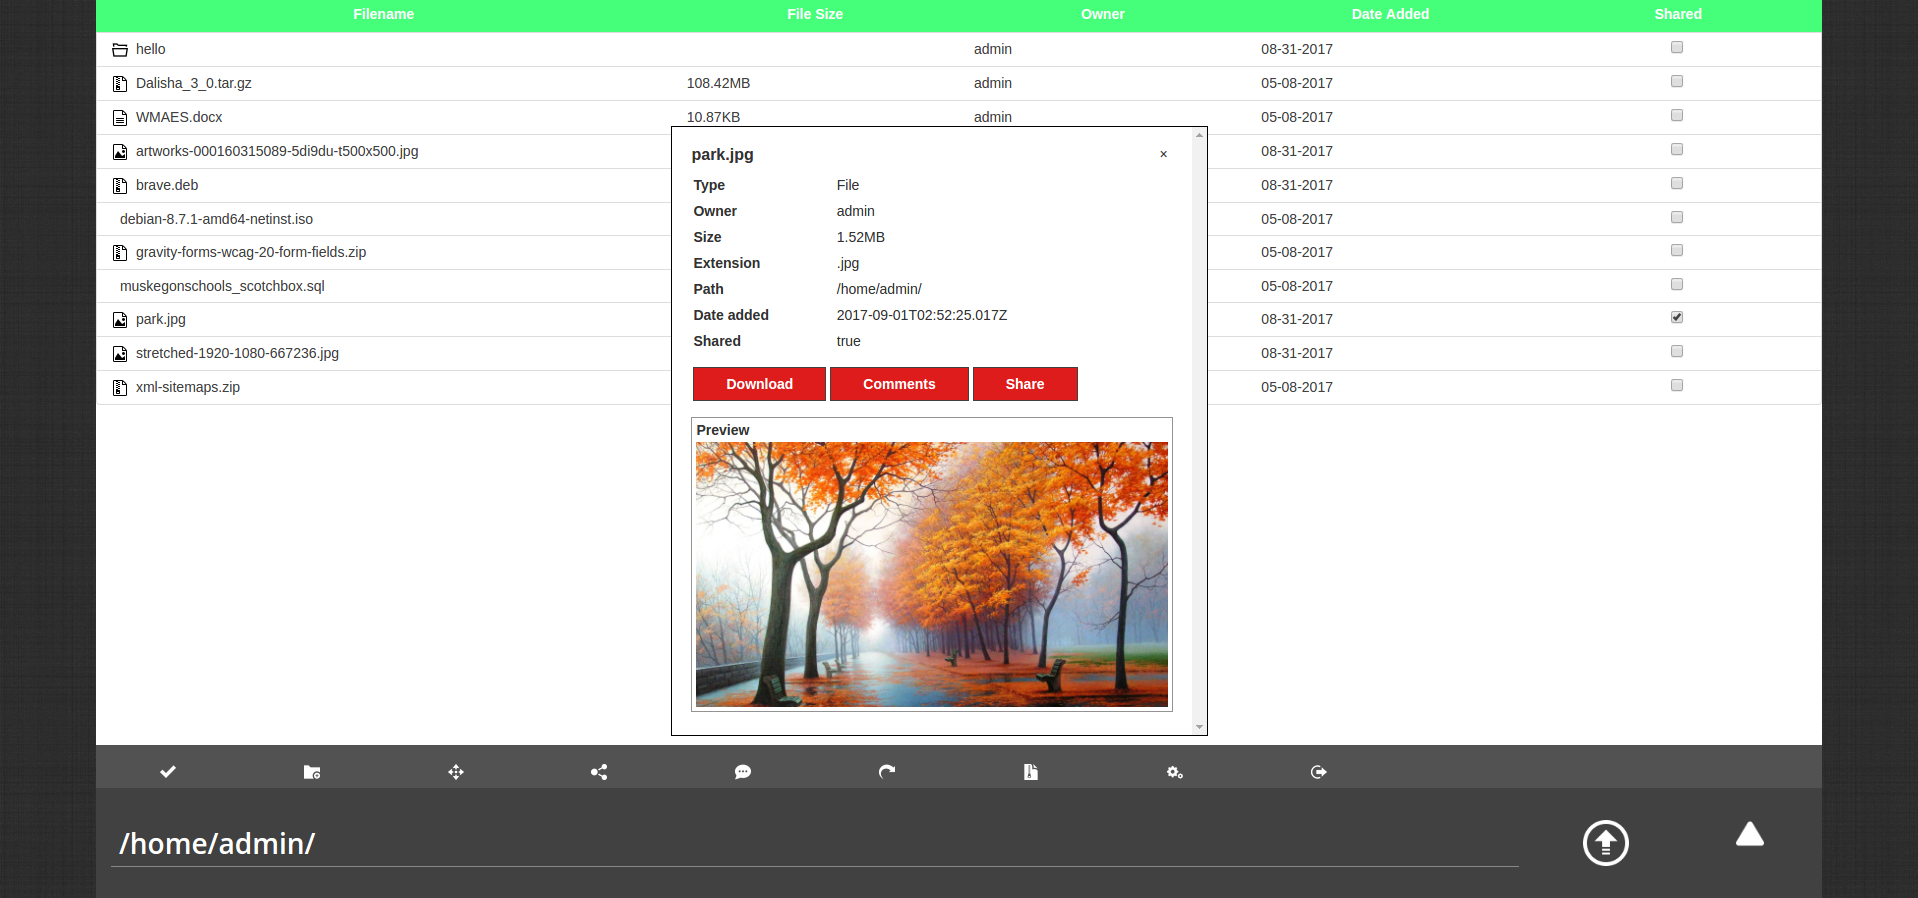 Filename File Size Owner Date Added Shared
hello admin 08-31-2017
Dalisha_3_0.tar.gz 108.42MB admin 05-08-2017
WMAES.docx 10.87KB admin 05-08-2017
artworks-000160315089-5di9du-t500x500.jpg 08-31-2017
brave.deb 08-31-2017
debian-8.7.1-amd64-netinst.iso 05-08-2017
gravity-forms-wcag-20-form-fields.zip 05-08-2017
muskegonschools_scotchbox.sql 05-08-2017
park.jpg 08-31-2017
stretched-1920-1080-667236.jpg 08-31-2017
xml-sitemaps.zip 05-08-2017
park.jpg ×
Type File
Owner admin
Size 1.52MB
Extension .jpg
Path /home/admin/
Date added 2017-09-01T02:52:25.017Z
Shared true
Download Comments Share
Preview
/home/admin/